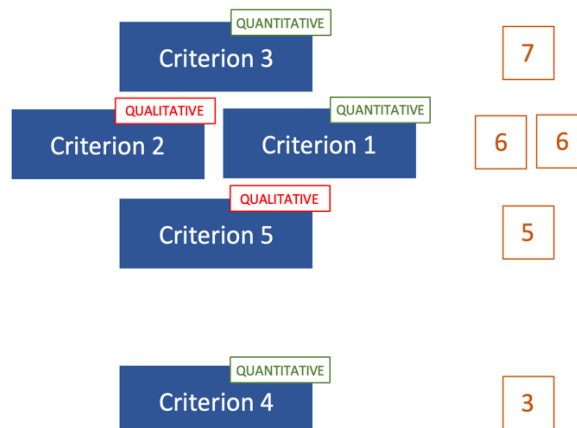 QUANTITATIVE
Criterion 3
7
QUALITATIVE
QUANTITATIVE
Criterion 2
Criterion 1
6 6
QUALITATIVE
Criterion 5
5
QUANTITATIVE
Criterion 4
3